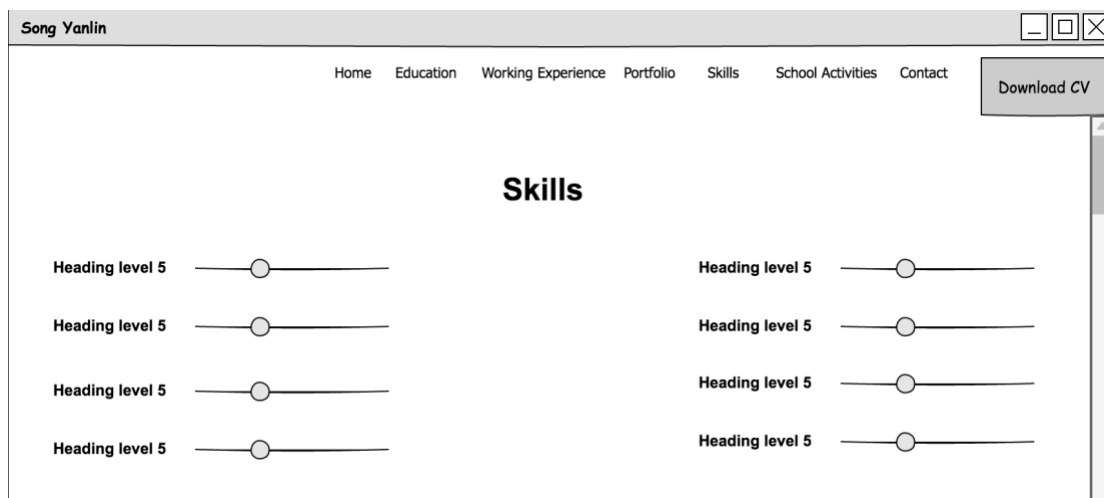 Song Yanlin
Home Education Working Experience Portfolio Skills School Activities Contact
Download CV
Skills
Heading level 5 Heading level 5
Heading level 5 Heading level 5
Heading level 5 Heading level 5
Heading level 5 Heading level 5